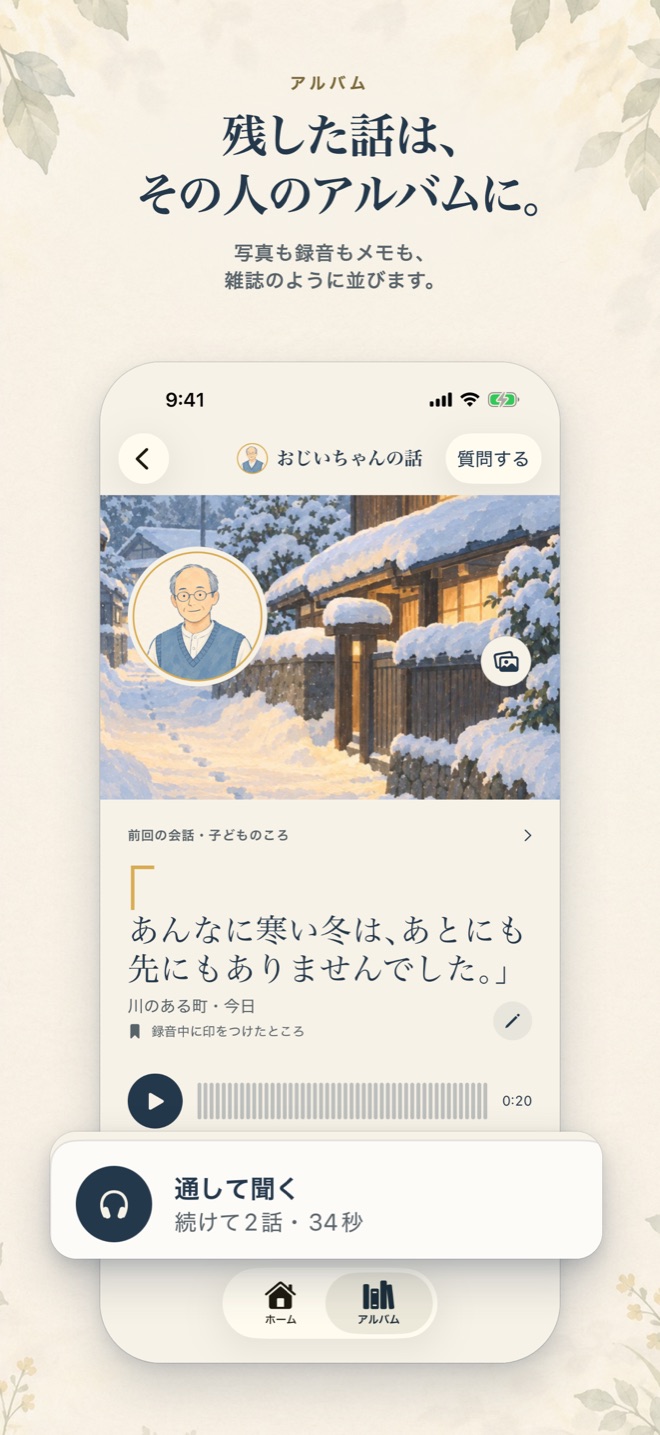 アルバム
残した話は、
その人のアルバムに。
写真も録音もメモも、
雑誌のように並びます。
9:41
おじいちゃんの話
質問する
前回の会話・子どものころ
「
あんなに寒い冬は、あとにも
先にもありませんでした。」
川のある町・今日
録音中に印をつけたところ
0:20
通して聞く
続けて2話・34秒
ホーム
アルバム